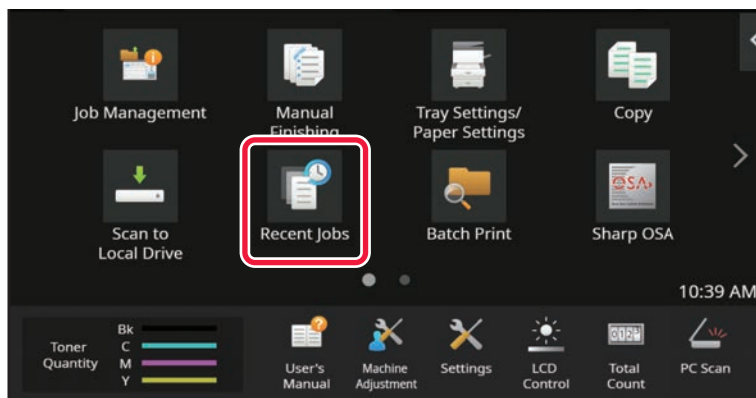 Job Management
Manual
Finishing
Tray Settings/
Paper Settings
Copy
Scan to
Local Drive
Recent Jobs
Batch Print
Sharp OSA
10:39 AM
Toner
Quantity
Bk
C
M
Y
User's
Manual
Machine
Adjustment
Settings
LCD
Control
Total
Count
PC Scan